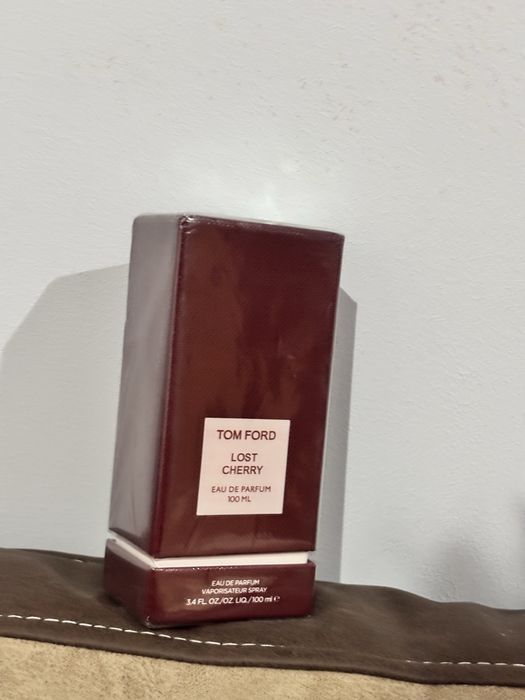 TOM FORD
LOST
CHERRY
EAU DE PARFUM
100 ML
EAU DE PARFUM
VAPORISATEUR SPRAY
3.4 FL. OZ./OZ. LIQ./100 ml ℮